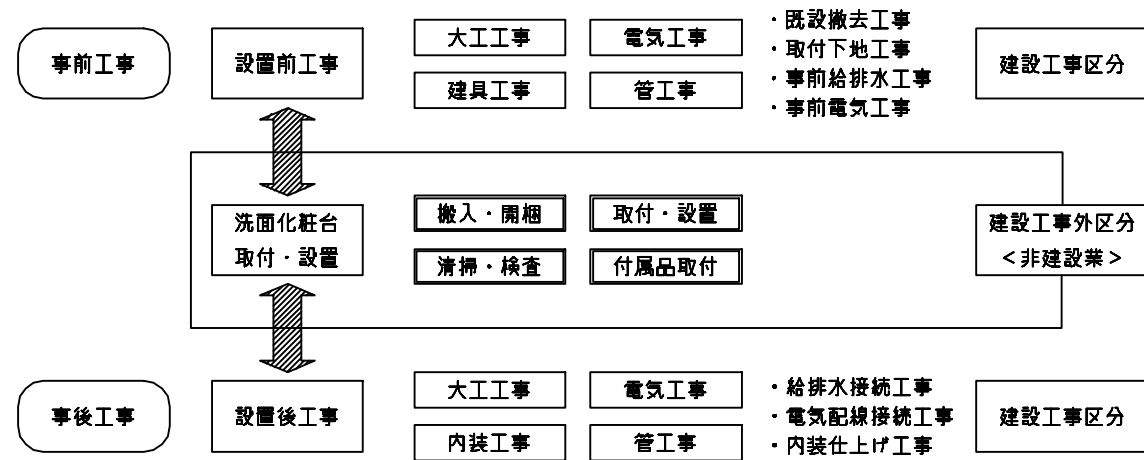 事前工事
設置前工事
大工工事
電気工事
建具工事
管工事
・既設撤去工事
・取付下地工事
・事前給排水工事
・事前電気工事
建設工事区分
洗面化粧台
取付・設置
搬入・開梱
取付・設置
清掃・検査
付属品取付
建設工事外区分
<非建設業>
事後工事
設置後工事
大工工事
電気工事
内装工事
管工事
・給排水接続工事
・電気配線接続工事
・内装仕上げ工事
建設工事区分